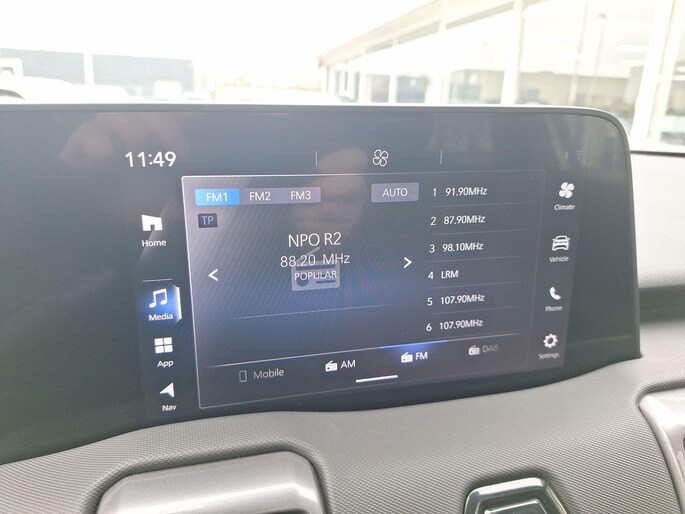 11:49
FM1 FM2 FM3 AUTO
TP
NPO R2
88.20 MHz
POPULAR
< >
1 91.90MHz
2 87.90MHz
3 98.10MHz
4 LRM
5 107.90MHz
6 107.90MHz
Mobile AM FM DAB
Home
Media
App
Nav
Climate
Vehicle
Phone
Settings